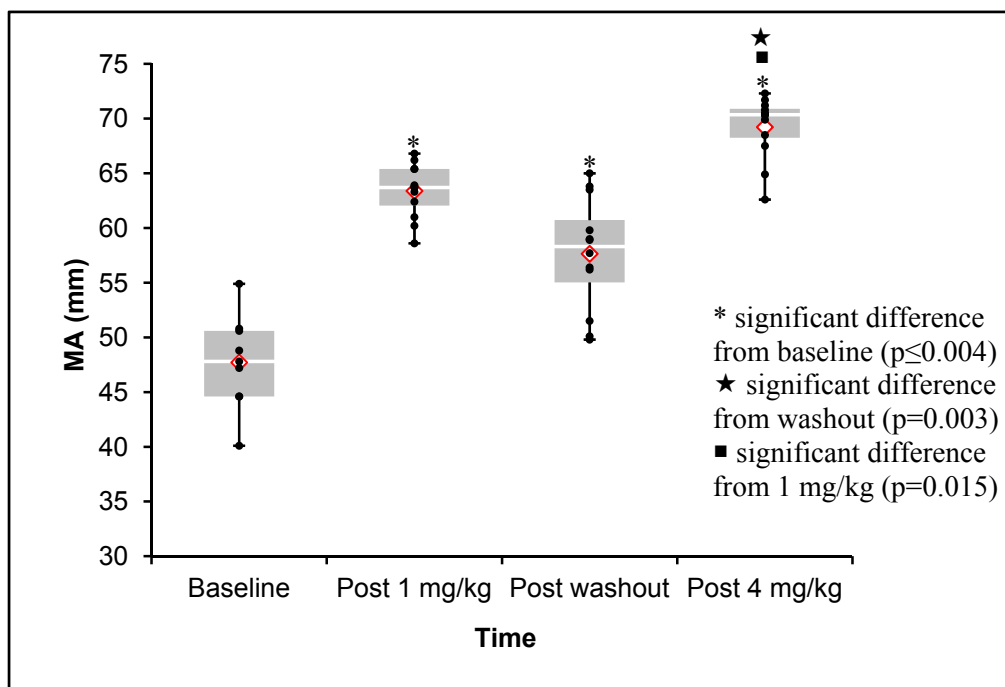 ★
■
75
*
70
*
65
*
60
55
50
45
40
35
30
MA (mm)
* significant difference
from baseline (p≤0.004)
★ significant difference
from washout (p=0.003)
■ significant difference
from 1 mg/kg (p=0.015)
Baseline Post 1 mg/kg Post washout Post 4 mg/kg
Time